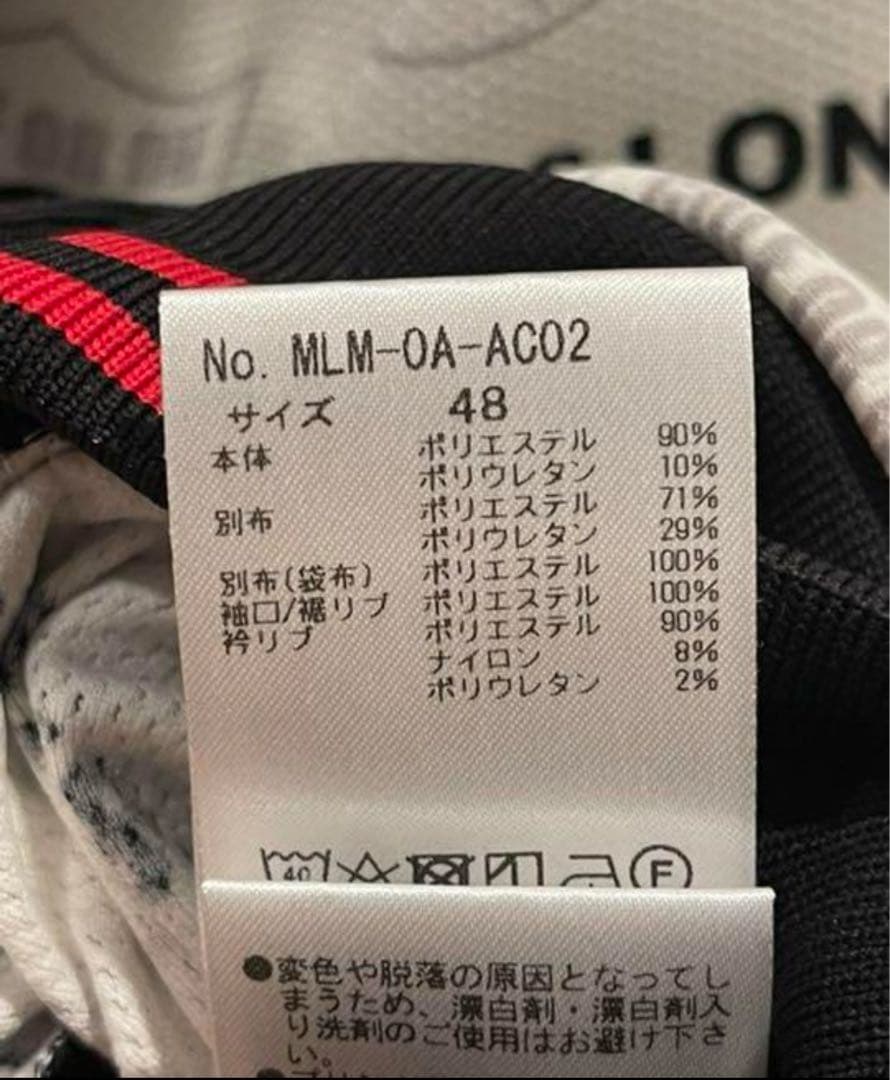 ON
No. MLM-OA-AC02
サイズ 48
本体 ポリエステル 90%
ポリウレタン 10%
別布 ポリエステル 71%
ポリウレタン 29%
別布(袋布) ポリエステル 100%
袖口/裾リブ ポリエステル 100%
衿リブ ポリエステル 90%
ナイロン 8%
ポリウレタン 2%
40 F
●変色や脱落の原因となってし
まうため、漂白剤・漂白剤入
り洗剤のご使用はお避け下さ
い。